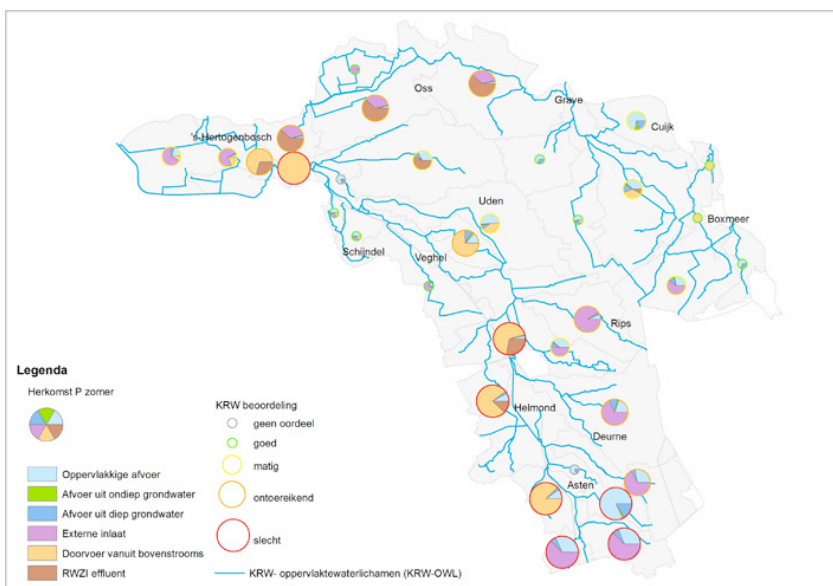 Oss
Grave
Cuijk
's-Hertogenbosch
Uden
Boxmeer
Schijndel
Veghel
Rips
Helmond
Deurne
Asten
Legenda
Herkomst P zomer
Oppervlakkige afvoer
Afvoer uit ondiep grondwater
Afvoer uit diep grondwater
Externe inlaat
Doorvoer vanuit bovenstrooms
RWZI effluent
KRW beoordeling
geen oordeel
goed
matig
ontoereikend
slecht
KRW- oppervlaktewaterlichamen (KRW-OWL)